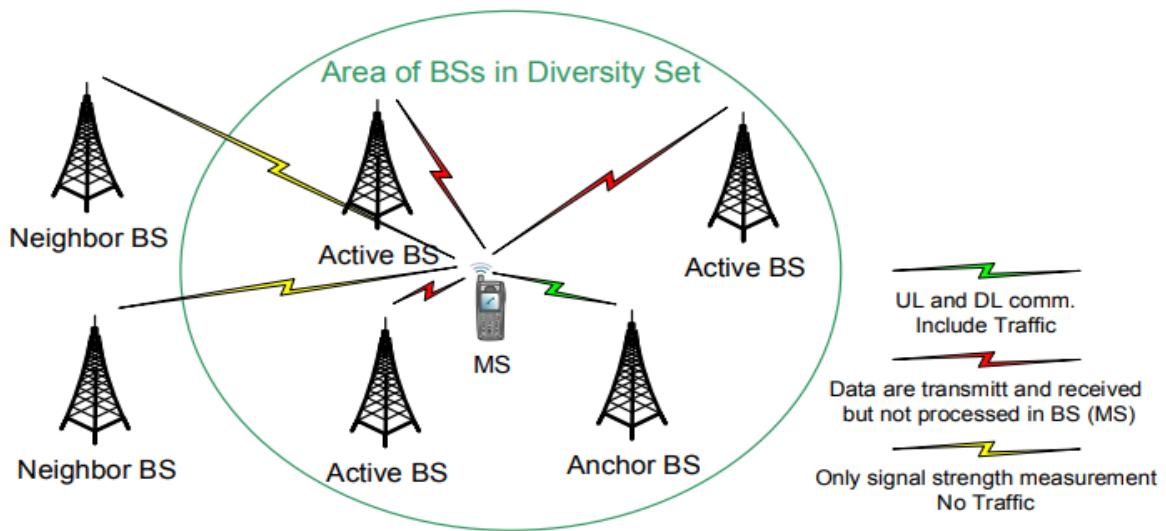 Area of BSs in Diversity Set
Neighbor BS
Active BS
Active BS
MS
Neighbor BS
Active BS
Anchor BS
UL and DL comm.
Include Traffic
Data are transmitt and received
but not processed in BS (MS)
Only signal strength measurement
No Traffic